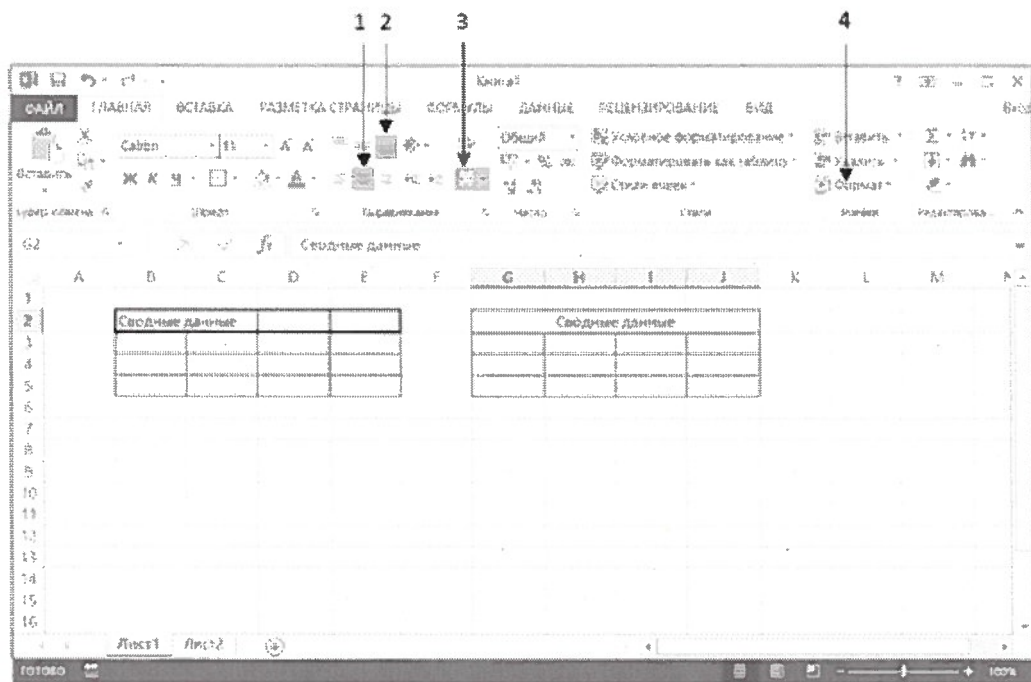 1 2 3 4
Книга1
ФАЙЛ ГЛАВНАЯ ВСТАВКА РАЗМЕТКА СТРАНИЦЫ ФОРМУЛЫ ДАННЫЕ РЕЦЕНЗИРОВАНИЕ ВИД
Calibri 11 Общий Условное форматирование Вставить
Вставить Форматировать как таблицу Удалить
Ж К Ч Стили ячеек Формат
Шрифт Выравнивание Число Стили Ячейки
G2 fx Сводные данные
A B C D E F G H I J K L M
1
2 Сводные данные Сводные данные
3
4
5
6
7
8
9
10
11
12
13
14
15
16
Лист1 Лист2
ГОТОВО 100%